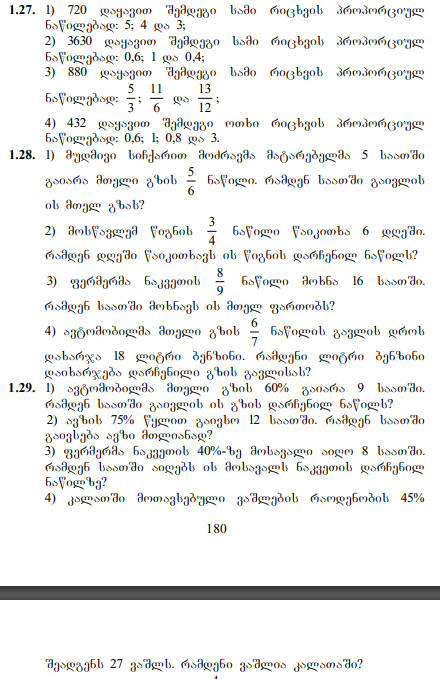 1.27. 1) 720 დაყავით შემდეგი სამი რიცხვის პროპორციულ
ნაწილებად: 5; 4 და 3;
2) 3630 დაყავით შემდეგი სამი რიცხვის პროპორციულ
ნაწილებად: 0,6; 1 და 0,4;
3) 880 დაყავით შემდეგი სამი რიცხვის პროპორციულ
ნაწილებად: 5/3; 11/6 და 13/12;
4) 432 დაყავით შემდეგი ოთხი რიცხვის პროპორციულ
ნაწილებად: 0,6; 1; 0,8 და 3.
1.28. 1) მუდმივი სიჩქარით მოძრავმა მატარებელმა 5 საათში
გაიარა მთელი გზის 5/6 ნაწილი. რამდენ საათში გაივლის
ის მთელ გზას?
2) მოსწავლემ წიგნის 3/4 ნაწილი წაიკითხა 6 დღეში.
რამდენ დღეში წაიკითხავს ის წიგნის დარჩენილ ნაწილს?
3) ფერმერმა ნაკვეთის 8/9 ნაწილი მოხნა 16 საათში.
რამდენ საათში მოხნავს ის მთელ ფართობს?
4) ავტომობილმა მთელი გზის 6/7 ნაწილის გავლის დროს
დახარჯა 18 ლიტრი ბენზინი. რამდენი ლიტრი ბენზინი
დაიხარჯება დარჩენილი გზის გავლისას?
1.29. 1) ავტომობილმა მთელი გზის 60% გაიარა 9 საათში.
რამდენ საათში გაივლის ის გზის დარჩენილ ნაწილს?
2) ავზის 75% წყლით გაივსო 12 საათში. რამდენ საათში
გაივსება ავზი მთლიანად?
3) ფერმერმა ნაკვეთის 40%-ზე მოსავალი აიღო 8 საათში.
რამდენ საათში აიღებს ის მოსავალს ნაკვეთის დარჩენილ
ნაწილზე?
4) კალათში მოთავსებული ვაშლების რაოდენობის 45%
180
შეადგენს 27 ვაშლს. რამდენი ვაშლია კალათაში?